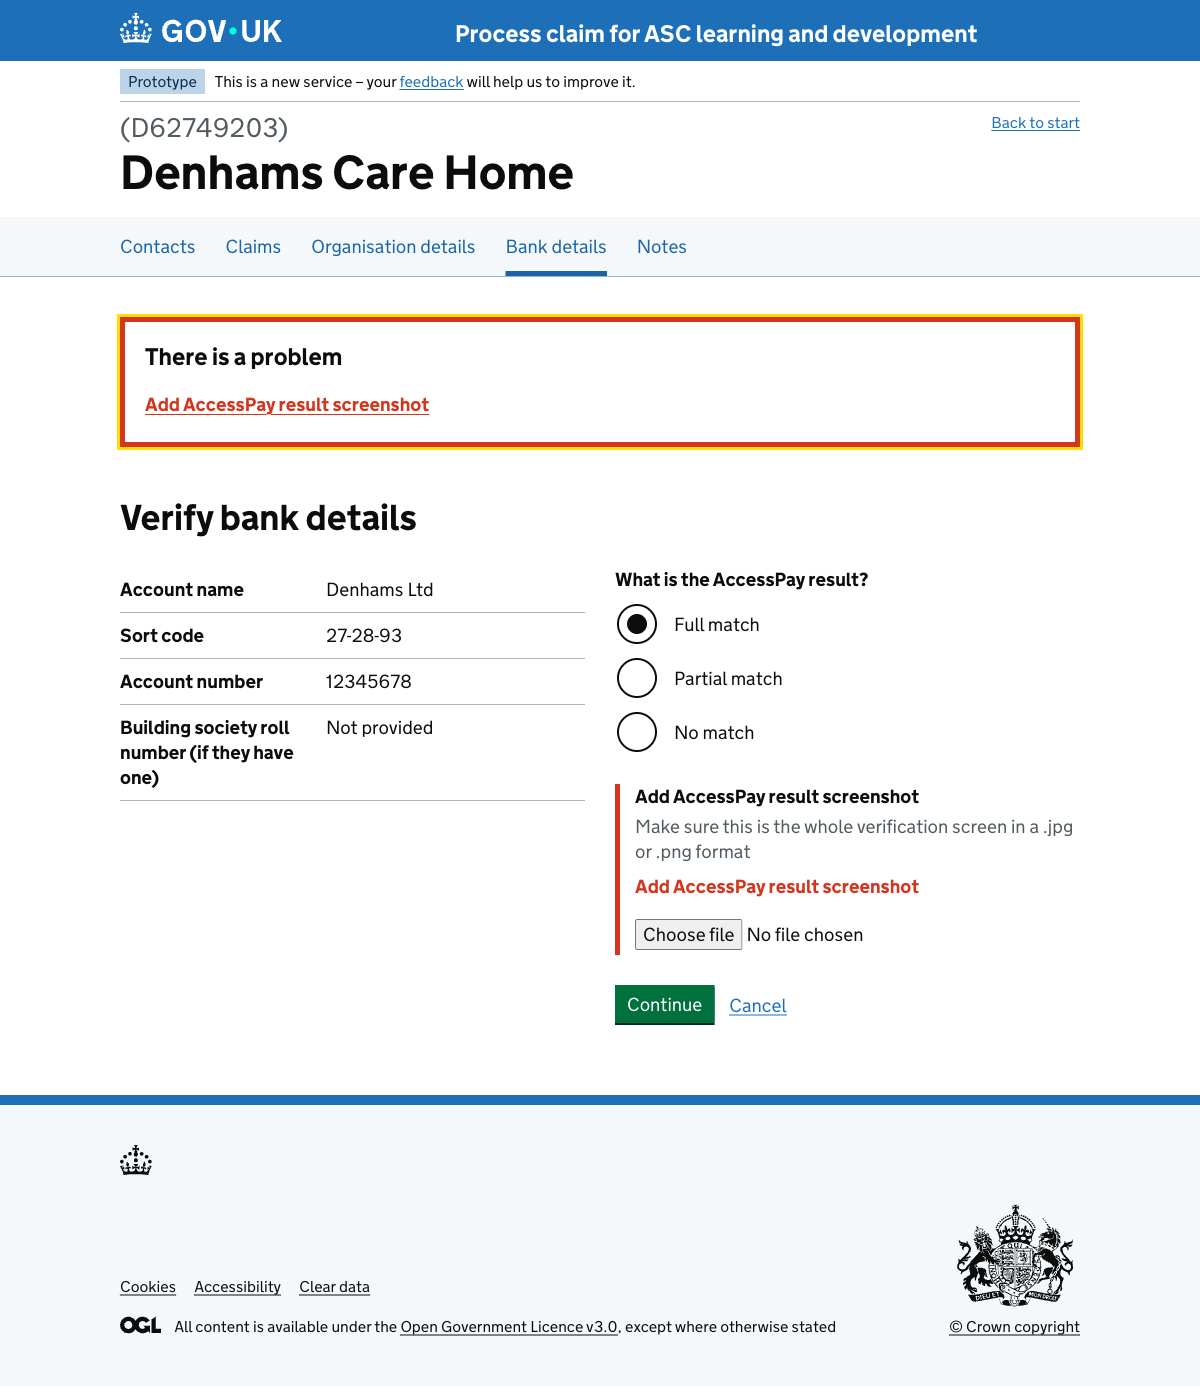 GOV·UK
Process claim for ASC learning and development
Prototype This is a new service – your feedback will help us to improve it.
(D62749203)
Back to start
Denhams Care Home
Contacts Claims Organisation details Bank details Notes
There is a problem
Add AccessPay result screenshot
Verify bank details
Account name Denhams Ltd
Sort code 27-28-93
Account number 12345678
Building society roll number (if they have one) Not provided
What is the AccessPay result?
Full match
Partial match
No match
Add AccessPay result screenshot
Make sure this is the whole verification screen in a .jpg
or .png format
Add AccessPay result screenshot
Choose file No file chosen
Continue Cancel
Cookies Accessibility Clear data
OGL All content is available under the Open Government Licence v3.0, except where otherwise stated
© Crown copyright